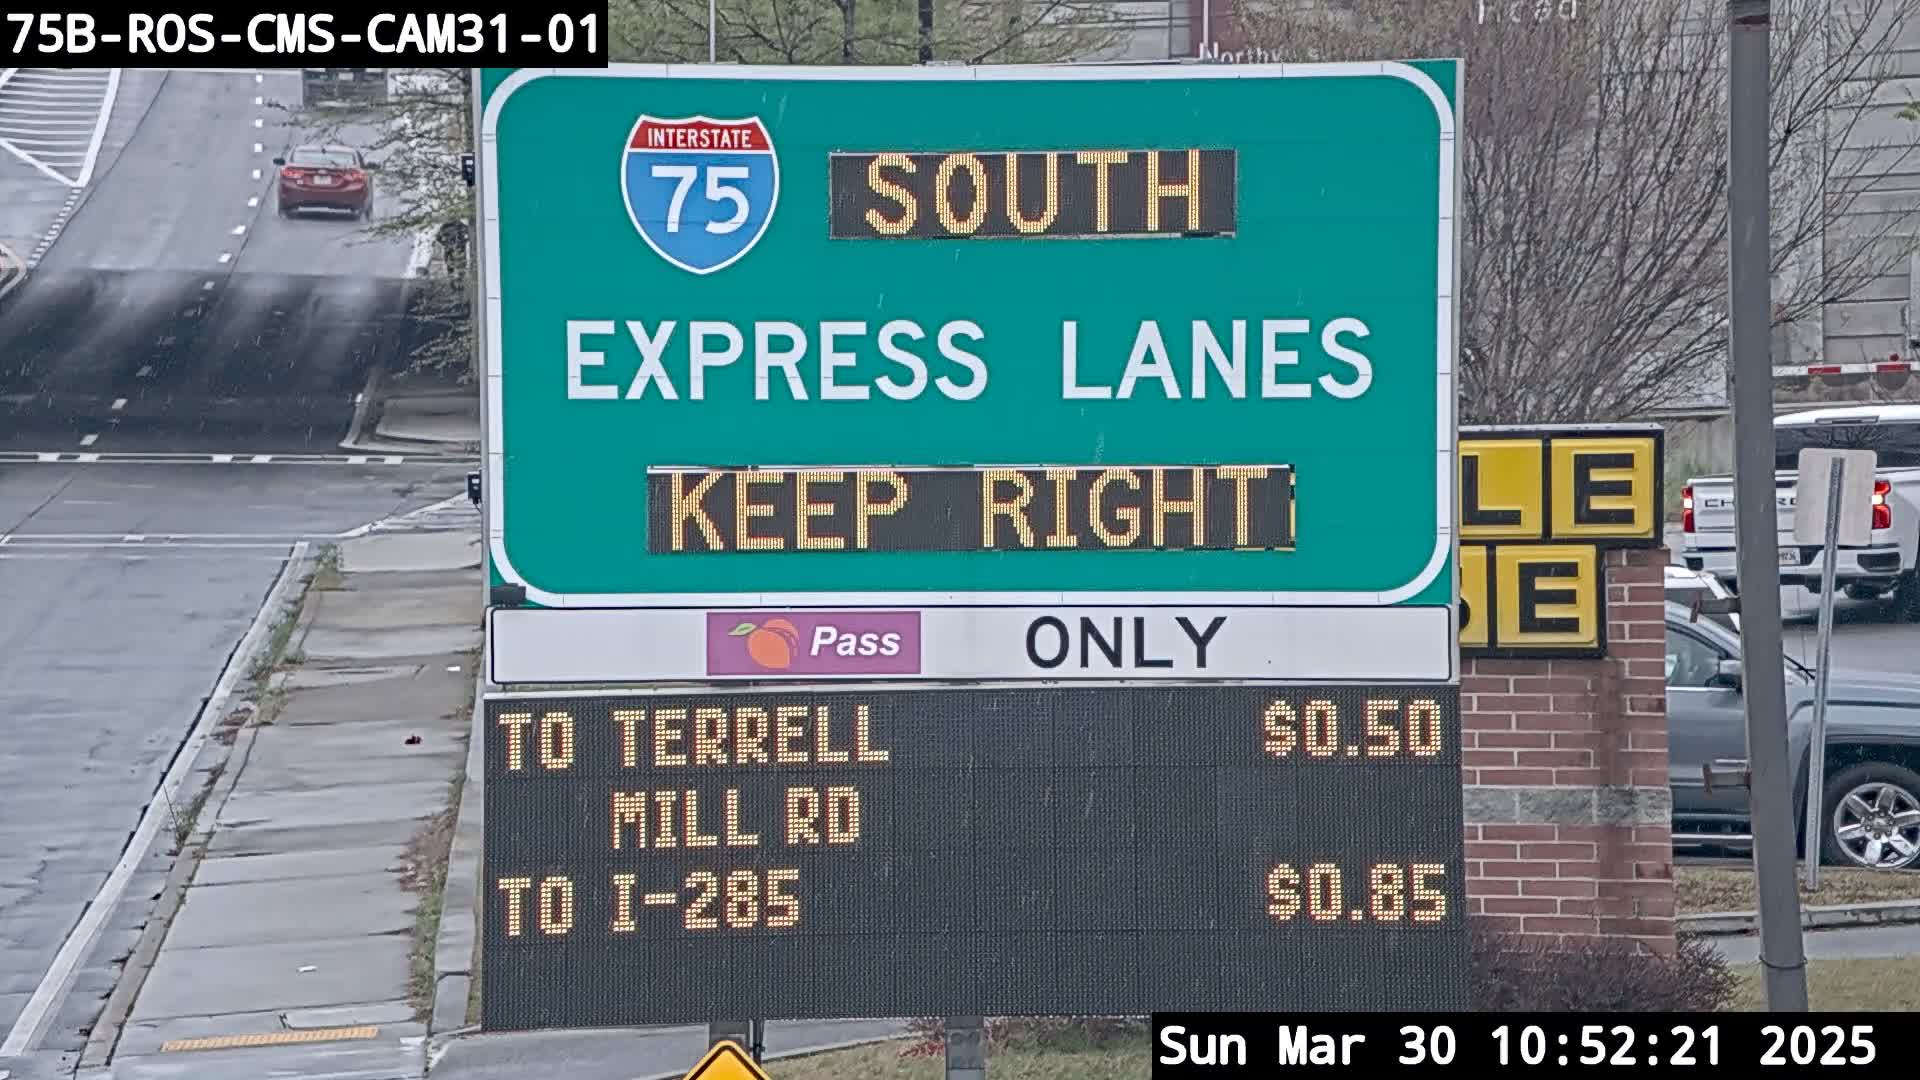 75B-ROS-CMS-CAM31-01
INTERSTATE
75
SOUTH
EXPRESS LANES
KEEP RIGHT
Pass ONLY
TO TERRELL $0.50
MILL RD
TO I-285 $0.85
LE
E
Sun Mar 30 10:52:21 2025